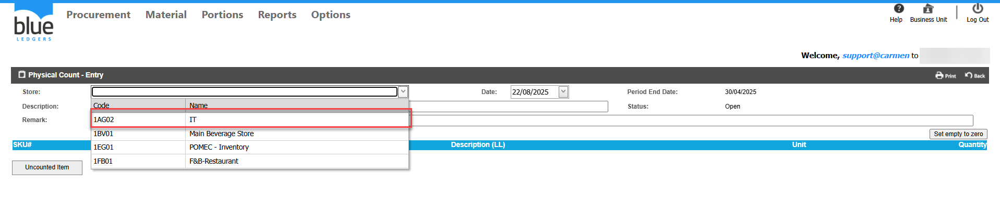 blue
LEDGERS
Procurement Material Portions Reports Options
Help Business Unit Log Out
Welcome, support@carmen to
Physical Count - Entry Print Back
Store: Date: 22/08/2025 Period End Date: 30/04/2025
Description: Status: Open
Code Name
Remark:
1AG02 IT
1BV01 Main Beverage Store
Set empty to zero
SKU# Description (LL) Unit Quantity
1EG01 POMEC - Inventory
1FB01 F&B-Restaurant
Uncounted Item